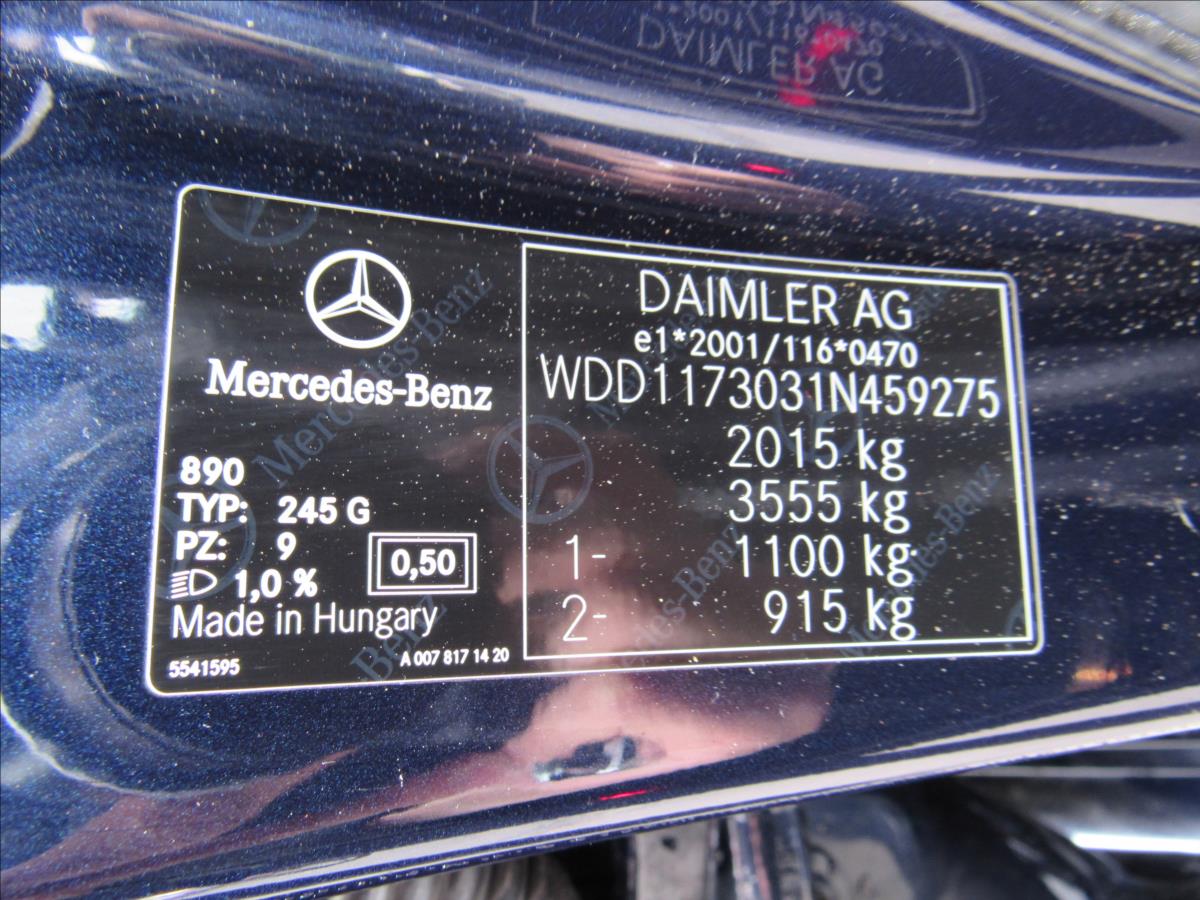 Mercedes-Benz
890
TYP: 245 G
PZ: 9
0,50
1,0 %
Made in Hungary
5541595
A 007 817 14 20
DAIMLER AG
e1*2001/116*0470
WDD1173031N459275
2015 kg
3555 kg
1- 1100 kg
2- 915 kg